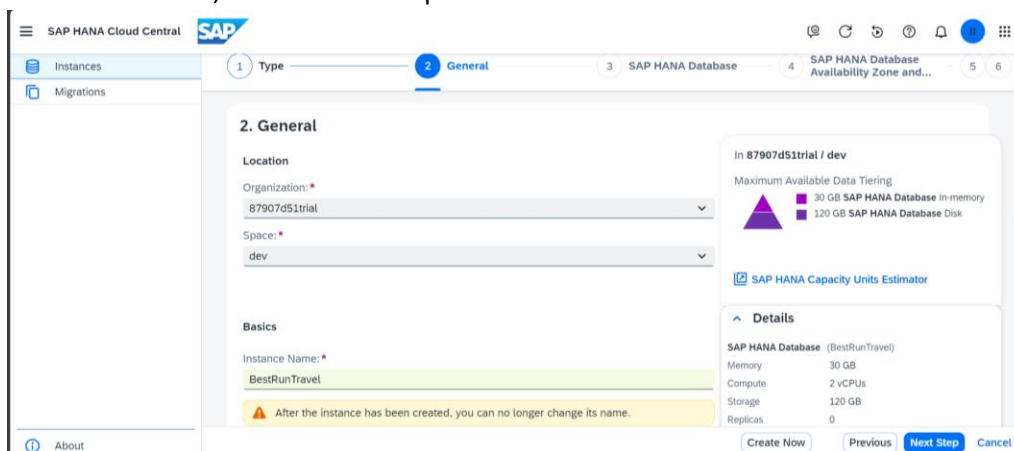 SAP HANA Cloud Central
SAP
Instances
Migrations
1 Type
2 General
3 SAP HANA Database
4 SAP HANA Database
Availability Zone and...
5 6
2. General
Location
Organization:*
87907d51trial
Space:*
dev
Basics
Instance Name:*
BestRunTravel
After the instance has been created, you can no longer change its name.
In 87907d51trial / dev
Maximum Available Data Tiering
30 GB SAP HANA Database In-memory
120 GB SAP HANA Database Disk
SAP HANA Capacity Units Estimator
Details
SAP HANA Database (BestRunTravel)
Memory 30 GB
Compute 2 vCPUs
Storage 120 GB
Replicas 0
About
Create Now Previous Next Step Cancel